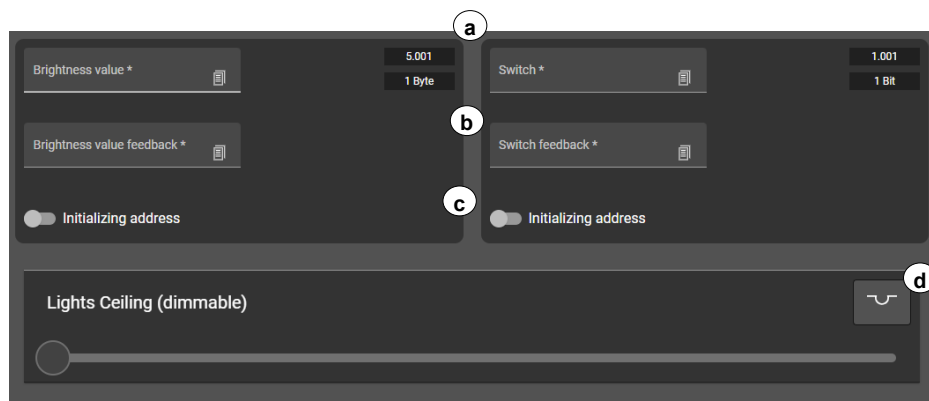 a
Brightness value *
5.001
1 Byte
Switch *
1.001
1 Bit
b
Brightness value feedback *
Switch feedback *
c
Initializing address
Initializing address
d
Lights Ceiling (dimmable)